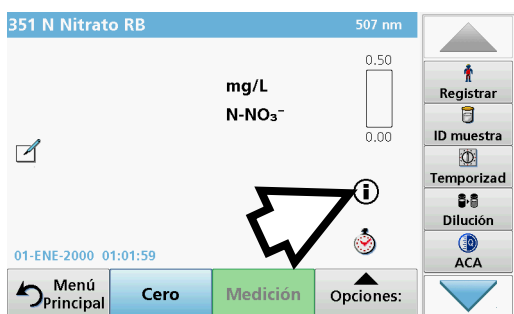 351 N Nitrato RB
507 nm
0.50
mg/L
N-NO₃⁻
0.00
01-ENE-2000 01:01:59
Menú
Principal
Cero
Medición
Opciones:
Registrar
ID muestra
Temporizad
Dilución
ACA